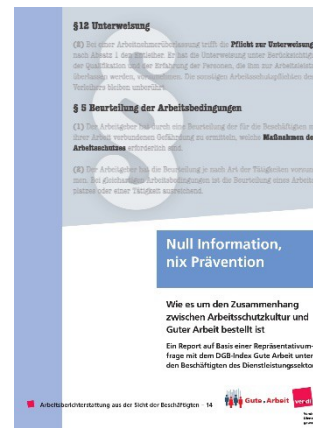 §12 Unterweisung
(2) Bei einer Arbeitnehmerüberlassung trifft die Pflicht zur Unterweisung
nach Absatz 1 den Entleiher. Er hat die Unterweisung unter Berücksichtig
der Qualifikation und der Erfahrung der Personen, die ihm zur Arbeitsleist
überlassen werden, vorzunehmen. Die sonstigen Arbeitsschutzpflichten des
Verleihers bleiben unberührt.
§ 5 Beurteilung der Arbeitsbedingungen
(1) Der Arbeitgeber hat durch eine Beurteilung der für die Beschäftigten m
ihrer Arbeit verbundenen Gefährdung zu ermitteln, welche Maßnahmen de
Arbeitsschutzes erforderlich sind.
(2) Der Arbeitgeber hat die Beurteilung je nach Art der Tätigkeiten vorzun
men. Bei gleichartigen Arbeitsbedingungen ist die Beurteilung eines Arbeit
platzes oder einer Tätigkeit ausreichend.
Null Information,
nix Prävention
Wie es um den Zusammenhang
zwischen Arbeitsschutzkultur und
Guter Arbeit bestellt ist
Ein Report auf Basis einer Repräsentativum-
frage mit dem DGB-Index Gute Arbeit unter
den Beschäftigten des Dienstleistungssektor
Arbeitsberichterstattung aus der Sicht der Beschäftigten - 14
Gute Arbeit
ver di